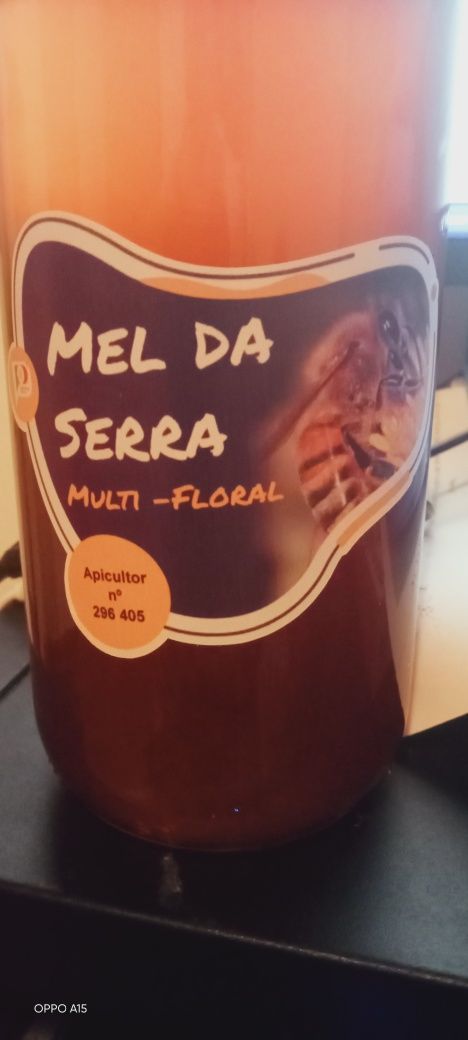 MEL DA
SERRA
MULTI -FLORAL
Apicultor
nº
296 405
OPPO A15